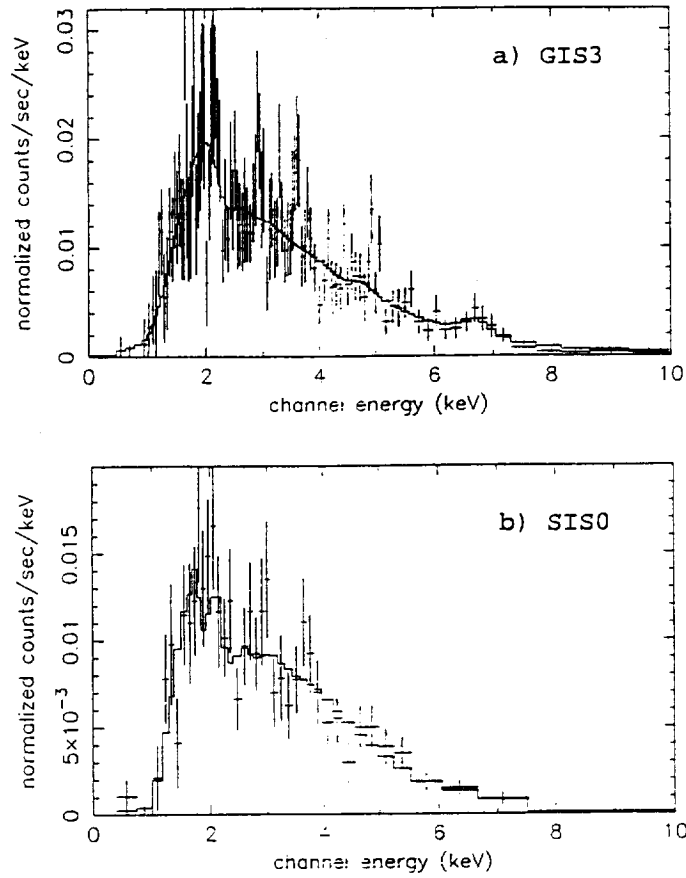 a) GIS3
normalized counts/sec/keV
0.03
0.02
0.01
0
0 2 4 6 8 10
channel energy (keV)
b) SIS0
normalized counts/sec/keV
0.015
0.01
5×10⁻³
0
0 2 4 6 8 10
channel energy (keV)